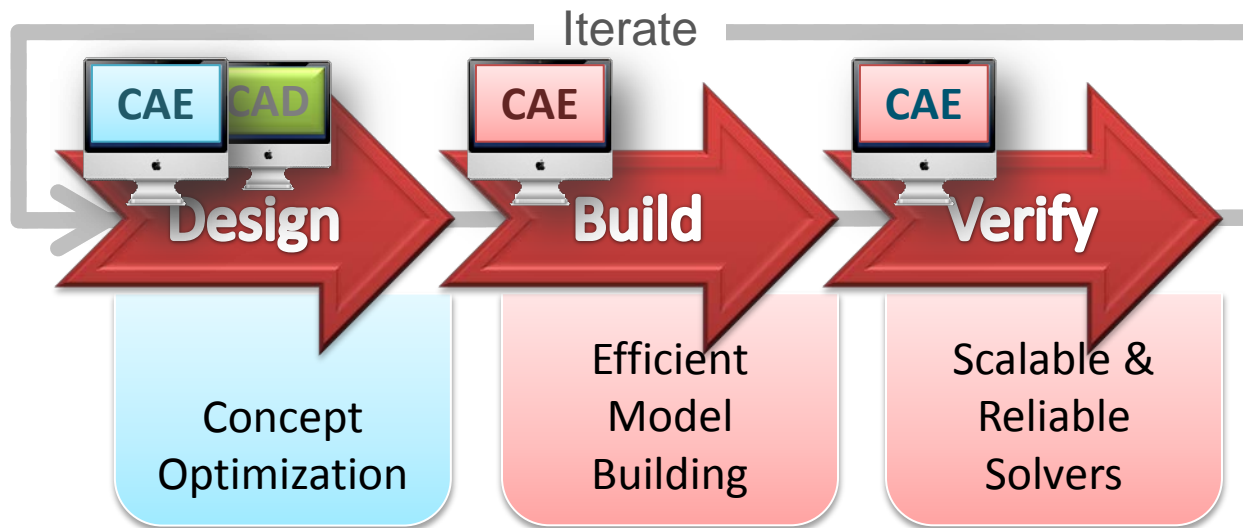 Iterate
CAE
CAD
CAE
CAE
Design
Build
Verify
Concept
Optimization
Efficient
Model
Building
Scalable &
Reliable
Solvers